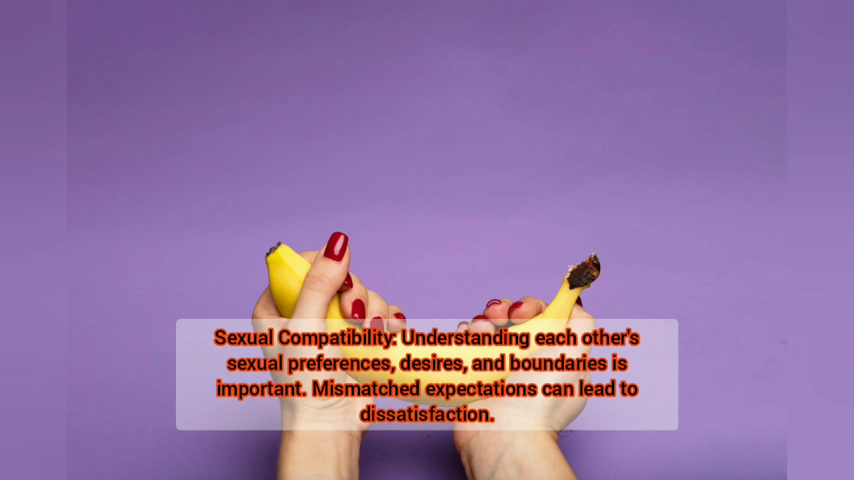 Sexual Compatibility: Understanding each other's
sexual preferences, desires, and boundaries is
important. Mismatched expectations can lead to
dissatisfaction.